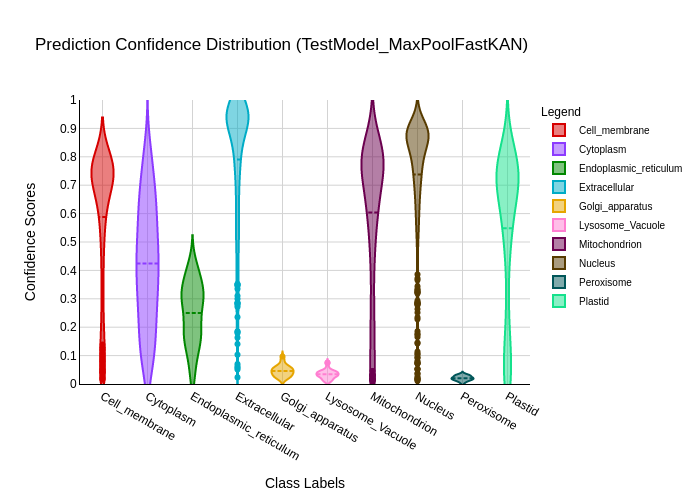 Prediction Confidence Distribution (TestModel_MaxPoolFastKAN)
Legend
Cell_membrane
Cytoplasm
Endoplasmic_reticulum
Extracellular
Golgi_apparatus
Lysosome_Vacuole
Mitochondrion
Nucleus
Peroxisome
Plastid
Confidence Scores
1
0.9
0.8
0.7
0.6
0.5
0.4
0.3
0.2
0.1
0
Cell_membrane
Cytoplasm
Endoplasmic_reticulum
Extracellular
Golgi_apparatus
Lysosome_Vacuole
Mitochondrion
Nucleus
Peroxisome
Plastid
Class Labels